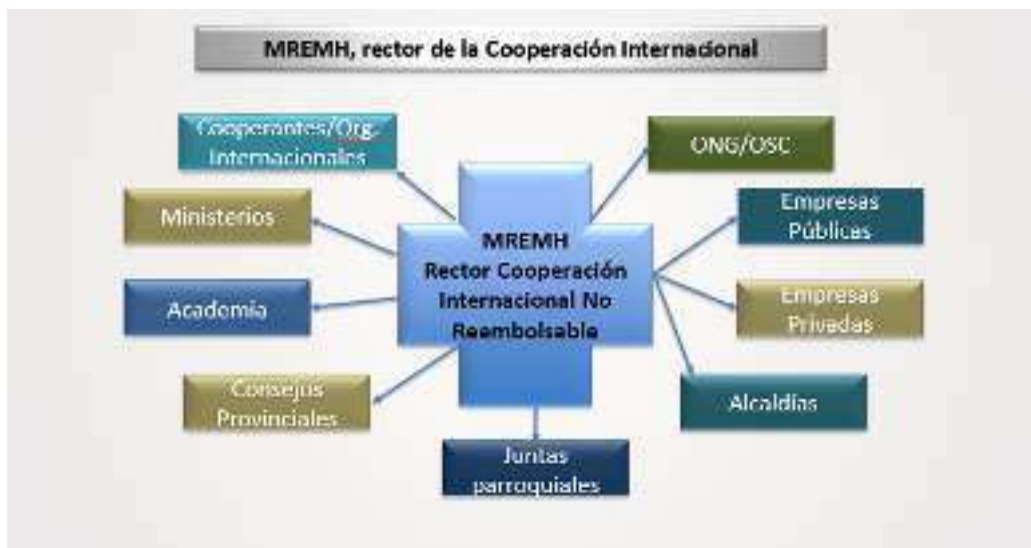 MREMH, rector de la Cooperación Internacional
Cooperantes/Org.
Internacionales
ONG/OSC
Ministerios
Empresas
Públicas
MREMH
Rector Cooperación
Internacional No
Reembolsable
Academia
Empresas
Privadas
Consejos
Provinciales
Alcaldías
Juntas
parroquiales